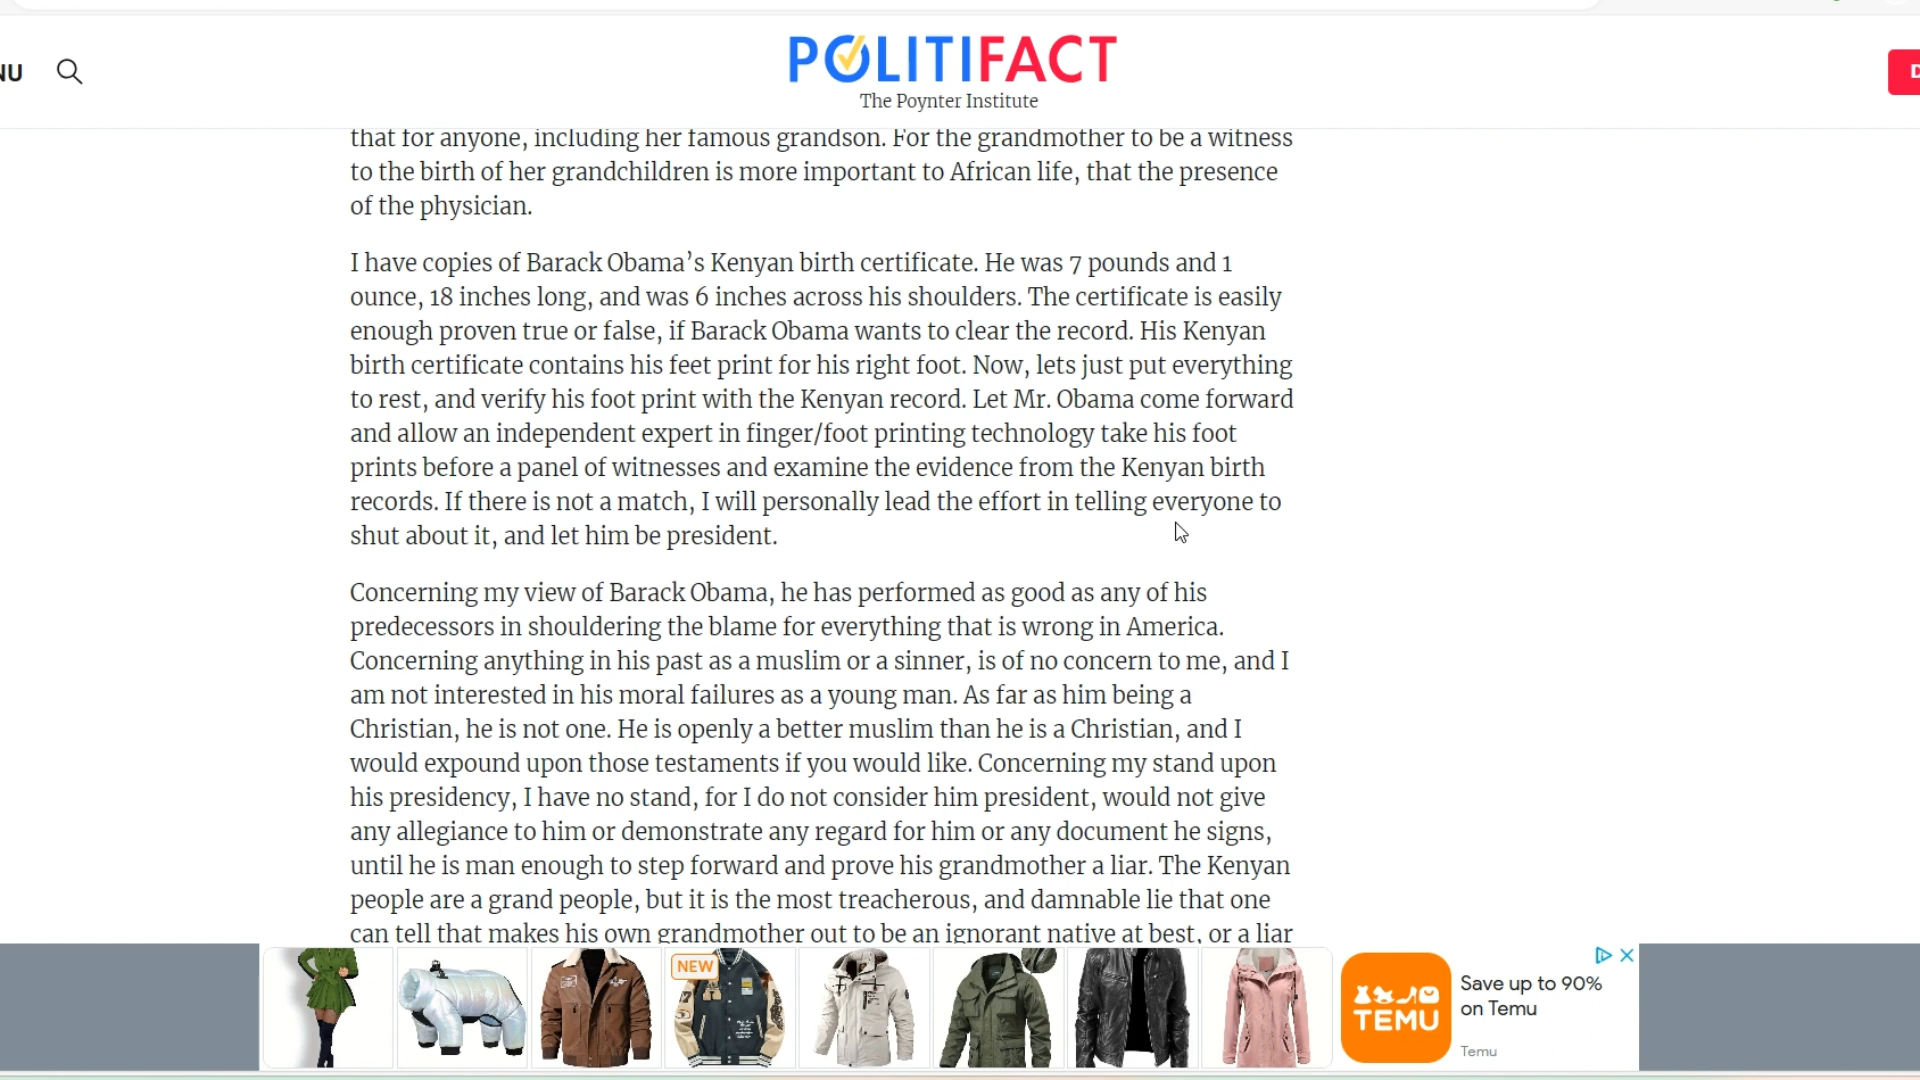 NU
POLITIFACT
The Poynter Institute
D
that for anyone, including her famous grandson. For the grandmother to be a witness
to the birth of her grandchildren is more important to African life, that the presence
of the physician.
I have copies of Barack Obama’s Kenyan birth certificate. He was 7 pounds and 1
ounce, 18 inches long, and was 6 inches across his shoulders. The certificate is easily
enough proven true or false, if Barack Obama wants to clear the record. His Kenyan
birth certificate contains his feet print for his right foot. Now, lets just put everything
to rest, and verify his foot print with the Kenyan record. Let Mr. Obama come forward
and allow an independent expert in finger/foot printing technology take his foot
prints before a panel of witnesses and examine the evidence from the Kenyan birth
records. If there is not a match, I will personally lead the effort in telling everyone to
shut about it, and let him be president.
Concerning my view of Barack Obama, he has performed as good as any of his
predecessors in shouldering the blame for everything that is wrong in America.
Concerning anything in his past as a muslim or a sinner, is of no concern to me, and I
am not interested in his moral failures as a young man. As far as him being a
Christian, he is not one. He is openly a better muslim than he is a Christian, and I
would expound upon those testaments if you would like. Concerning my stand upon
his presidency, I have no stand, for I do not consider him president, would not give
any allegiance to him or demonstrate any regard for him or any document he signs,
until he is man enough to step forward and prove his grandmother a liar. The Kenyan
people are a grand people, but it is the most treacherous, and damnable lie that one
can tell that makes his own grandmother out to be an ignorant native at best, or a liar
NEW
TEMU
Save up to 90%
on Temu
Temu